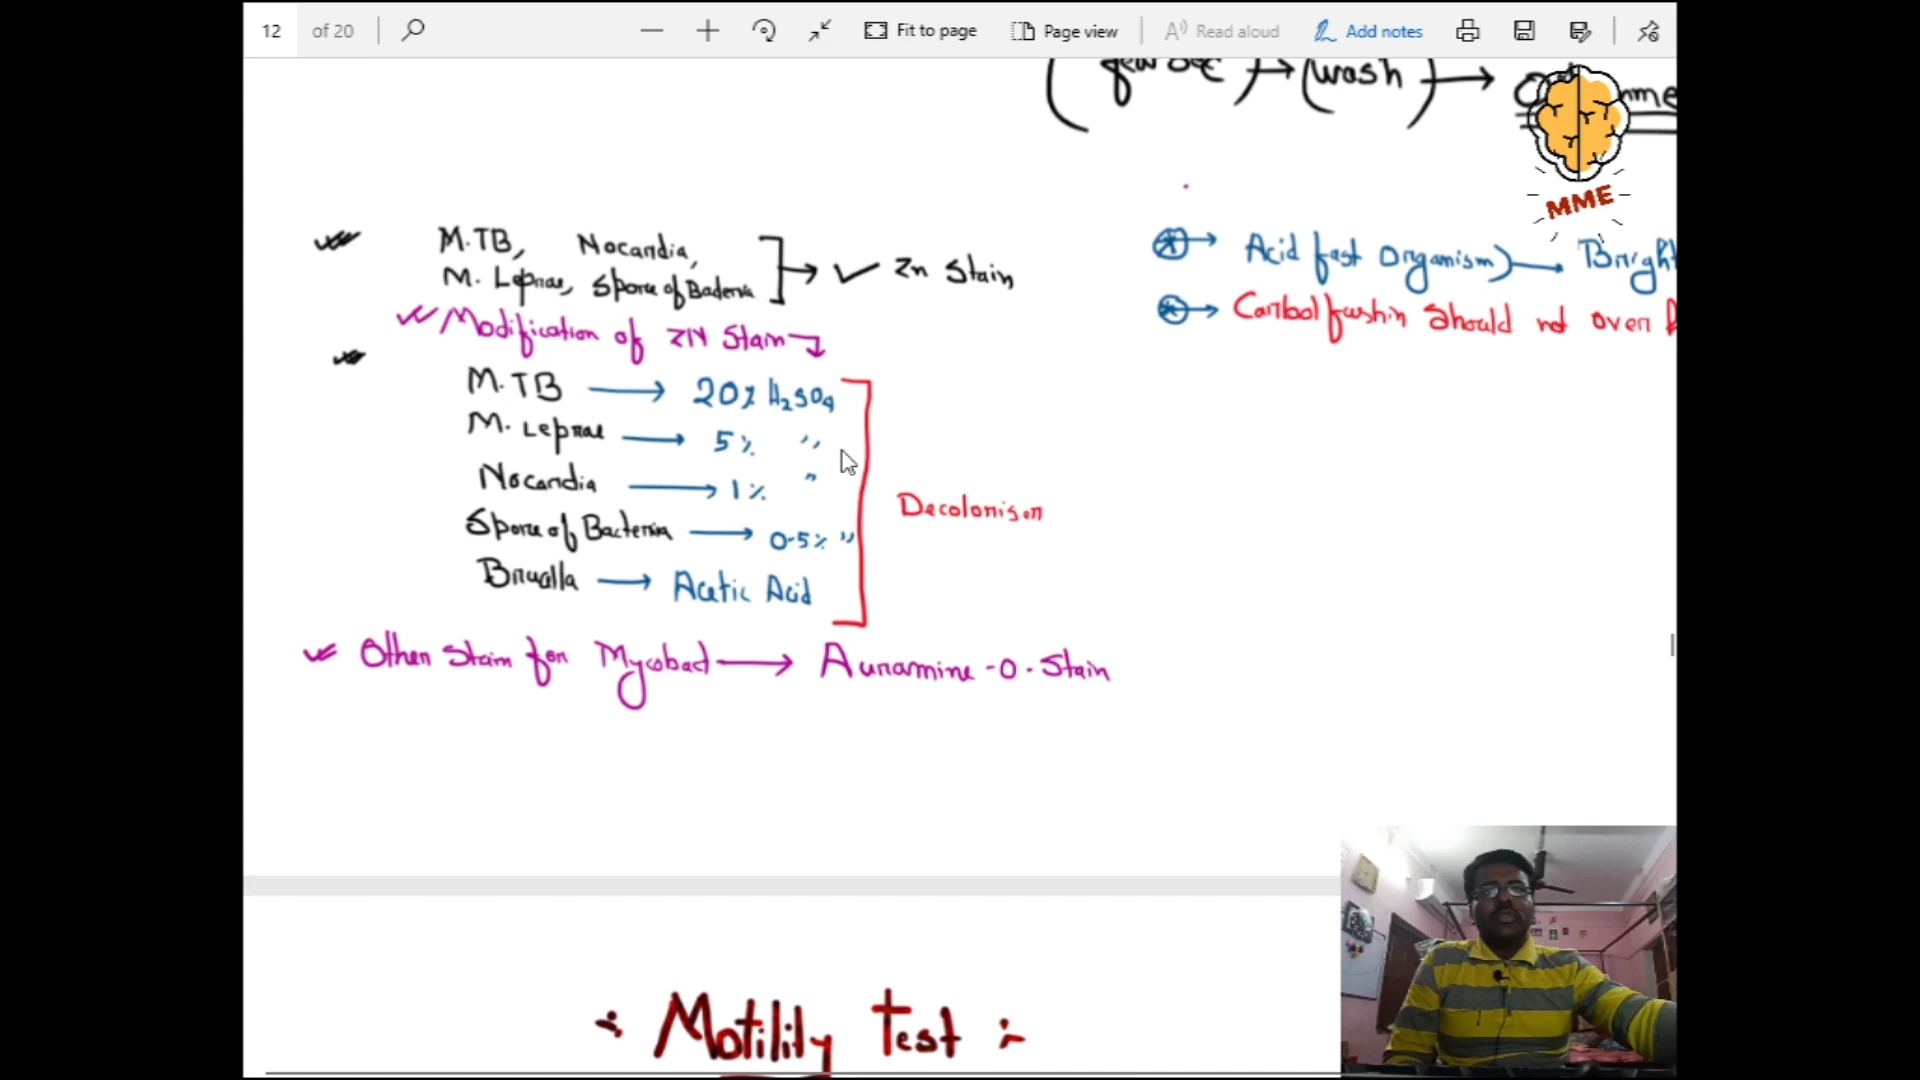 12 of 20 Fit to page Page view Read aloud Add notes
(wash)
MME
M.TB, Nocardia,
M. Leprae, Spore of Bacteria
Zn Stain
Acid fast Organism) Bright
Carbol fushin Should not over
Modification of ZN Stain
M.TB 20% H₂SO₄
M. Leprae 5% "
Nocardia 1% "
Spore of Bacteria 0.5% "
Brucella Acetic Acid
Decoloriser
Other Stain for Mycobact Auramine-O-Stain
Motility Test